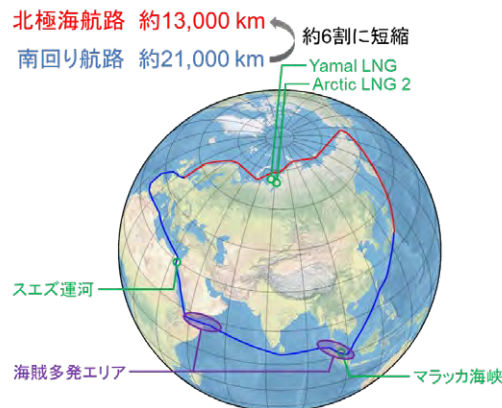 北極海航路 約13,000 km
約6割に短縮
南回り航路 約21,000 km
Yamal LNG
Arctic LNG 2
スエズ運河
海賊多発エリア
マラッカ海峡